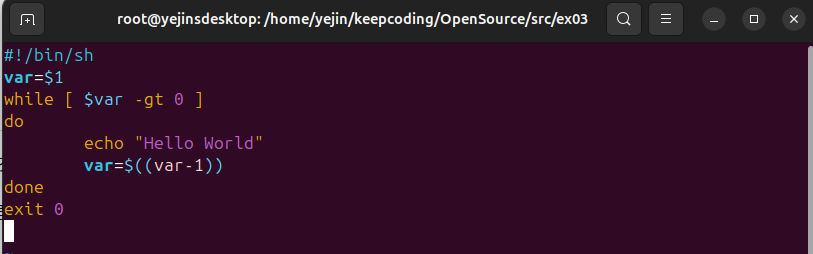 root@yejinsdesktop: /home/yejin/keepcoding/OpenSource/src/ex03
#!/bin/sh
var=$1
while [ $var -gt 0 ]
do
        echo "Hello World"
        var=$((var-1))
done
exit 0